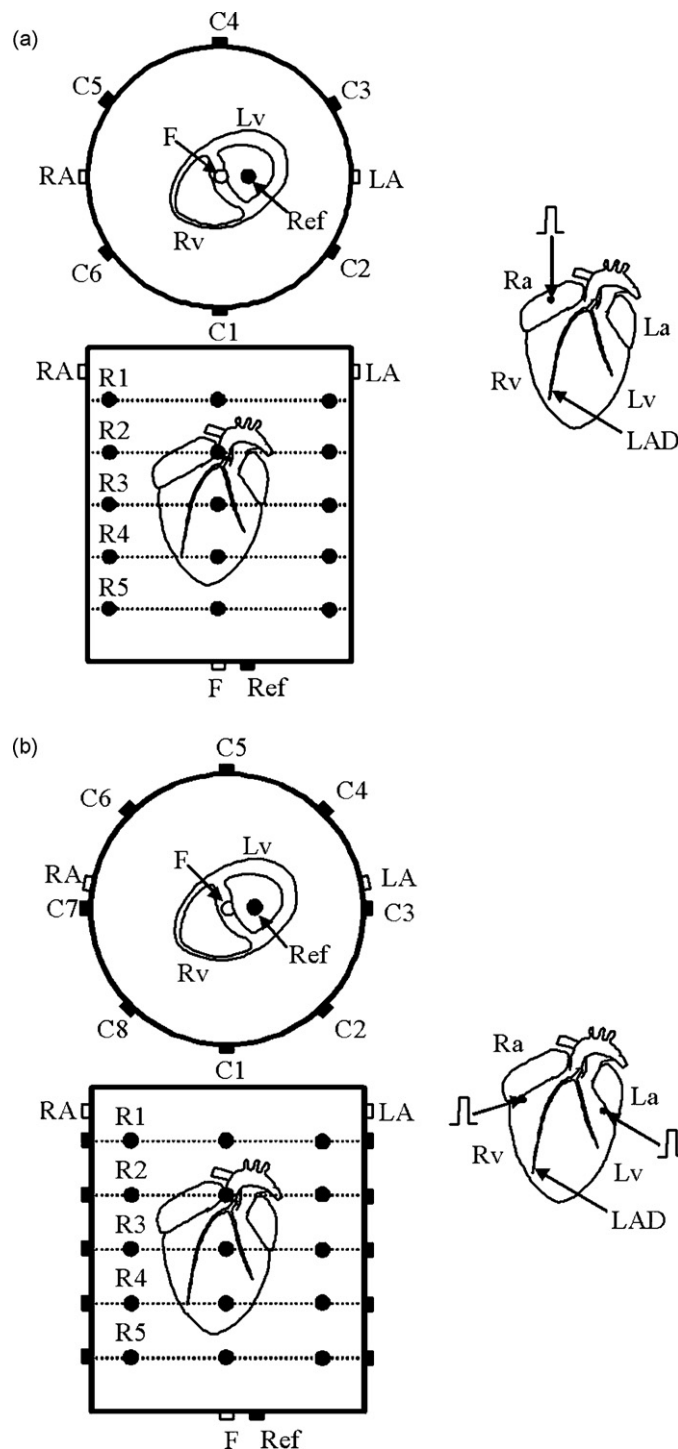 (a)
C4
C5
C3
F
Lv
RA
LA
Ref
Rv
C6
C2
C1
RA
LA
R1
R2
R3
R4
R5
F
Ref
Ra
La
Rv
Lv
LAD
(b)
C5
C6
C4
F
Lv
RA
LA
C7
C3
Ref
Rv
C8
C2
C1
RA
LA
R1
R2
R3
R4
R5
F
Ref
Ra
La
Rv
Lv
LAD